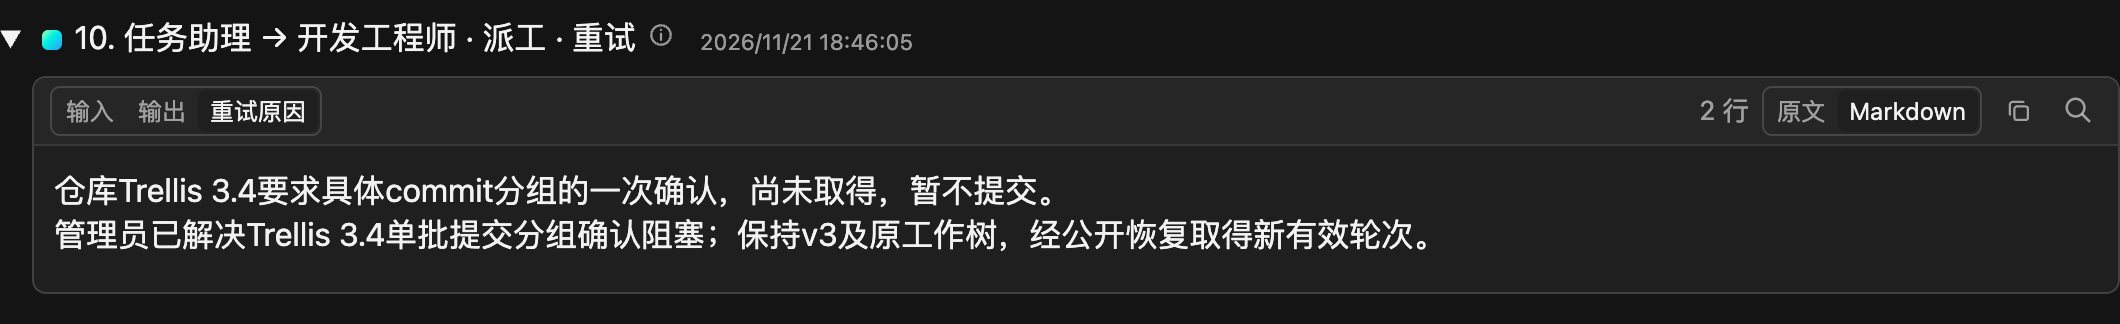 10. 任务助理 → 开发工程师 · 派工 · 重试 2026/11/21 18:46:05
输入 输出 重试原因 2 行 原文 Markdown
仓库Trellis 3.4要求具体commit分组的一次确认，尚未取得，暂不提交。
管理员已解决Trellis 3.4单批提交分组确认阻塞；保持v3及原工作树，经公开恢复取得新有效轮次。